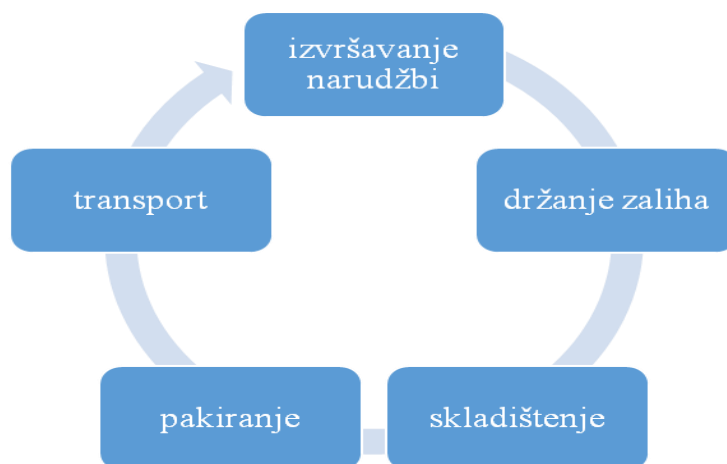 izvršavanje
narudžbi
držanje zaliha
skladištenje
pakiranje
transport